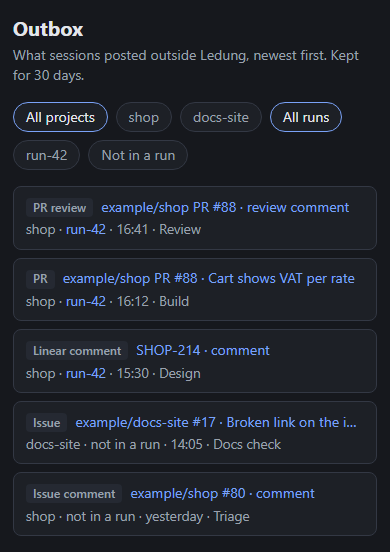 Outbox
What sessions posted outside Ledung, newest first. Kept
for 30 days.
All projects shop docs-site All runs
run-42 Not in a run
PR review example/shop PR #88 · review comment
shop · run-42 · 16:41 · Review
PR example/shop PR #88 · Cart shows VAT per rate
shop · run-42 · 16:12 · Build
Linear comment SHOP-214 · comment
shop · run-42 · 15:30 · Design
Issue example/docs-site #17 · Broken link on the i...
docs-site · not in a run · 14:05 · Docs check
Issue comment example/shop #80 · comment
shop · not in a run · yesterday · Triage